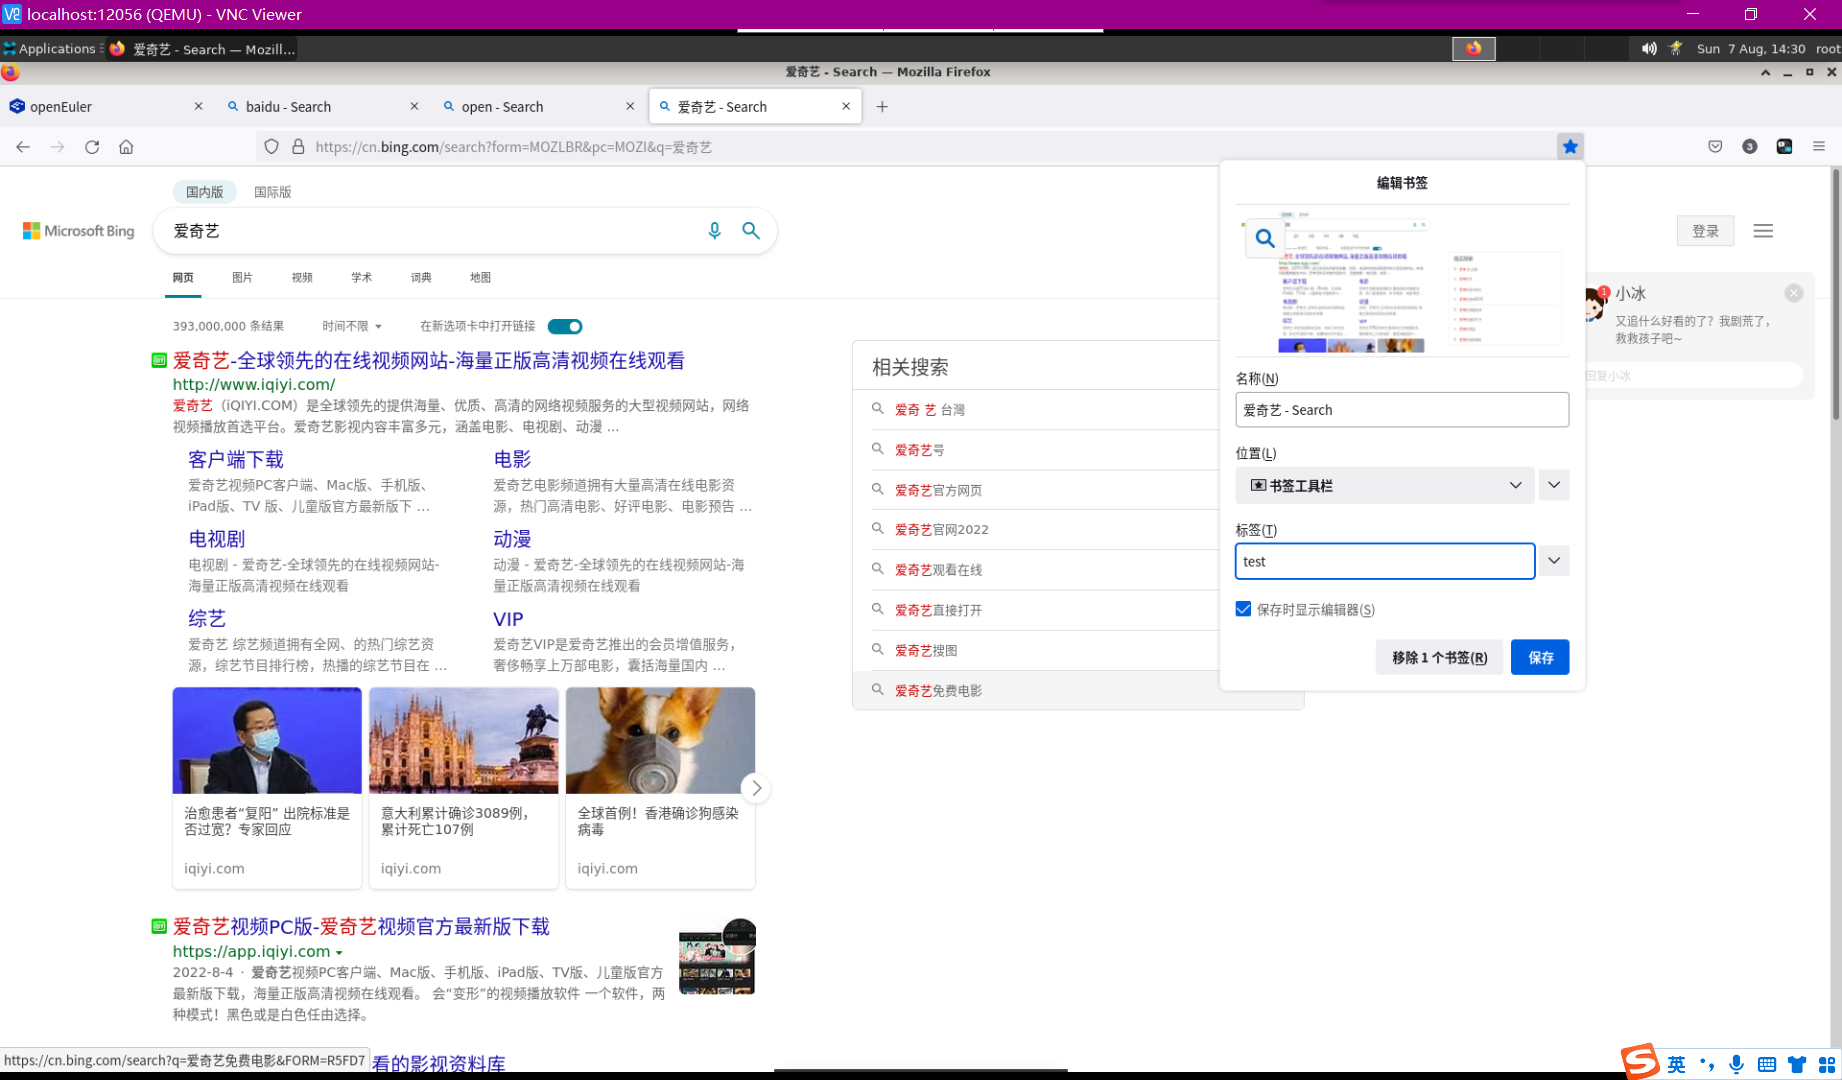 localhost:12056 (QEMU) - VNC Viewer
Applications
爱奇艺 - Search — Mozill...
Sun 7 Aug, 14:30 root
爱奇艺 - Search — Mozilla Firefox
openEuler
baidu - Search
open - Search
爱奇艺 - Search
https://cn.bing.com/search?form=MOZLBR&pc=MOZI&q=爱奇艺
3
国内版 国际版
Microsoft Bing
爱奇艺
登录
网页 图片 视频 学术 词典 地图
393,000,000 条结果 时间不限 在新选项卡中打开链接
爱奇艺-全球领先的在线视频网站-海量正版高清视频在线观看
http://www.iqiyi.com/
爱奇艺（iQIYI.COM）是全球领先的提供海量、优质、高清的网络视频服务的大型视频网站，网络
视频播放首选平台。爱奇艺影视内容丰富多元，涵盖电影、电视剧、动漫 ...
客户端下载
爱奇艺视频PC客户端、Mac版、手机版、
iPad版、TV 版、儿童版官方最新版下 ...
电影
爱奇艺电影频道拥有大量高清在线电影资
源，热门高清电影、好评电影、电影预告 ...
电视剧
电视剧 - 爱奇艺-全球领先的在线视频网站-
海量正版高清视频在线观看
动漫
动漫 - 爱奇艺-全球领先的在线视频网站-海
量正版高清视频在线观看
综艺
爱奇艺 综艺频道拥有全网、的热门综艺资
源，综艺节目排行榜，热播的综艺节目在 ...
VIP
爱奇艺VIP是爱奇艺推出的会员增值服务，
奢侈畅享上万部电影，囊括海量国内 ...
治愈患者“复阳” 出院标准是
否过宽？专家回应
iqiyi.com
意大利累计确诊3089例，
累计死亡107例
iqiyi.com
全球首例！香港确诊狗感染
病毒
iqiyi.com
爱奇艺视频PC版-爱奇艺视频官方最新版下载
https://app.iqiyi.com
2022-8-4 · 爱奇艺视频PC客户端、Mac版、手机版、iPad版、TV版、儿童版官方
最新版下载，海量正版高清视频在线观看。 会“变形”的视频播放软件 一个软件，两
种模式！黑色或是白色任由选择。
看的影视资料库
https://cn.bing.com/search?q=爱奇艺免费电影&FORM=R5FD7
相关搜索
爱奇 艺 台灣
爱奇艺号
爱奇艺官方网页
爱奇艺官网2022
爱奇艺观看在线
爱奇艺直接打开
爱奇艺搜图
爱奇艺免费电影
编辑书签
名称(N)
爱奇艺 - Search
位置(L)
书签工具栏
标签(T)
test
保存时显示编辑器(S)
移除 1 个书签(R)
保存
1
小冰
又追什么好看的了？我剧荒了，
救救孩子吧~
回复小冰
英